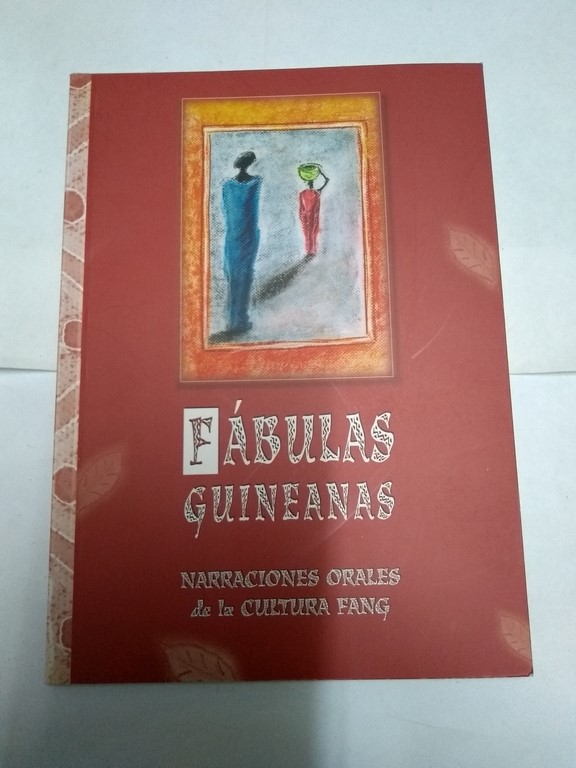 FÁBULAS
GUINEANAS
NARRACIONES ORALES
de la CULTURA FANG